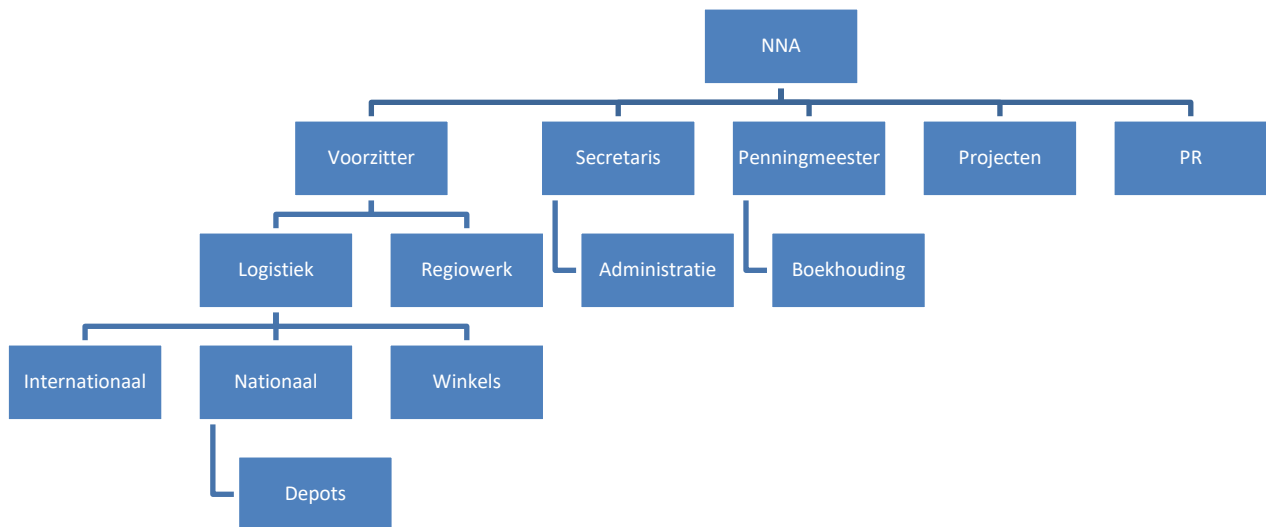 NNA
Voorzitter
Secretaris
Penningmeester
Projecten
PR
Logistiek
Regiowerk
Administratie
Boekhouding
Internationaal
Nationaal
Winkels
Depots